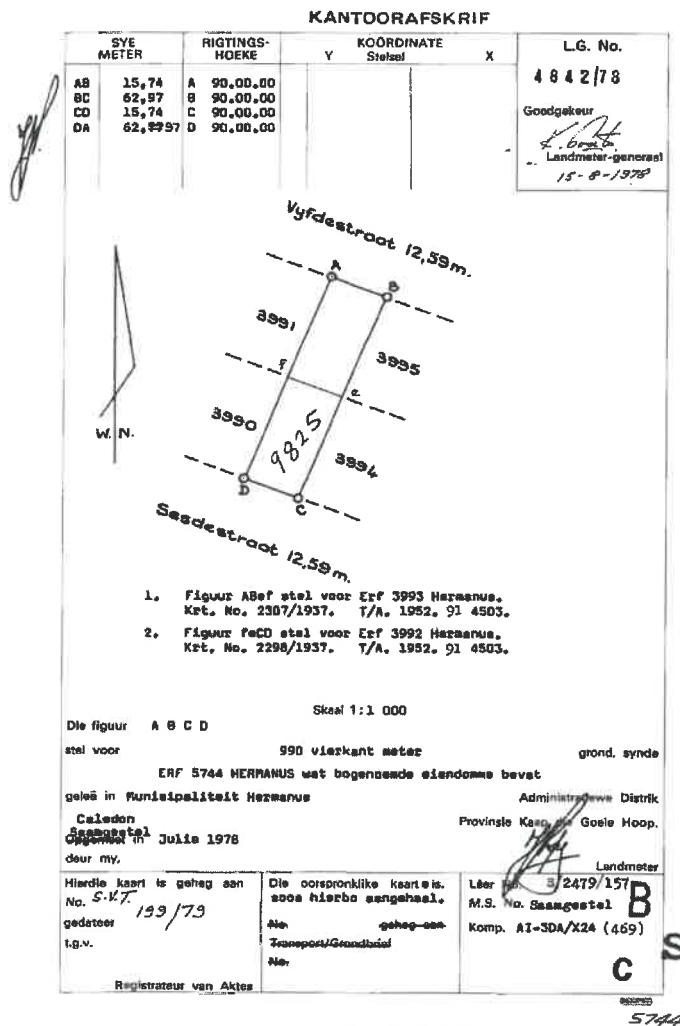 KANTOORAFSKRIF
SYE METER
RIGTINGS-HOEKE
KOÖRDINATE
Y Stelsel X
L.G. No.
4842/78
Goedgekeur
Landmeter-generaal
15-8-1978
AB 15,74 A 90.00.00
BC 62,97 B 90.00.00
CD 15,74 C 90.00.00
DA 62,97 D 90.00.00
Vyfdestraat 12,59m.
A
B
3991
3995
f
e
W.N.
3990
9825
3994
D
C
Sesdestraat 12,59m.
1. Figuur ABef stel voor Erf 3993 Hermanus.
Krt. No. 2307/1937. T/A. 1952. 91 4503.
2. Figuur feCD stel voor Erf 3992 Hermanus.
Krt. No. 2298/1937. T/A. 1952. 91 4503.
Skaal 1:1 000
Die figuur A B C D
stel voor 990 vierkant meter grond, synde
ERF 5744 HERMANUS wat bogenoemde eiendomme bevat
geleë in Munisipaliteit Hermanus Administratiewe Distrik
Caledon Provinsie Kaap die Goeie Hoop.
Saamgestel
Opgemeet in Julie 1978
deur my,
Landmeter
Hierdie kaart is geheg aan
No. S.V.T. 199/79
gedateer
t.g.v.
Registrateur van Aktes
Die oorspronklike kaart e is.
soos hierbo aangehaal.
No. geheg aan
Transport/Grondbrief
No.
Lêer No. S/2479/157
M.S. No. Saamgestel
Komp. AI-3DA/X24 (469)
B
C
S
5744